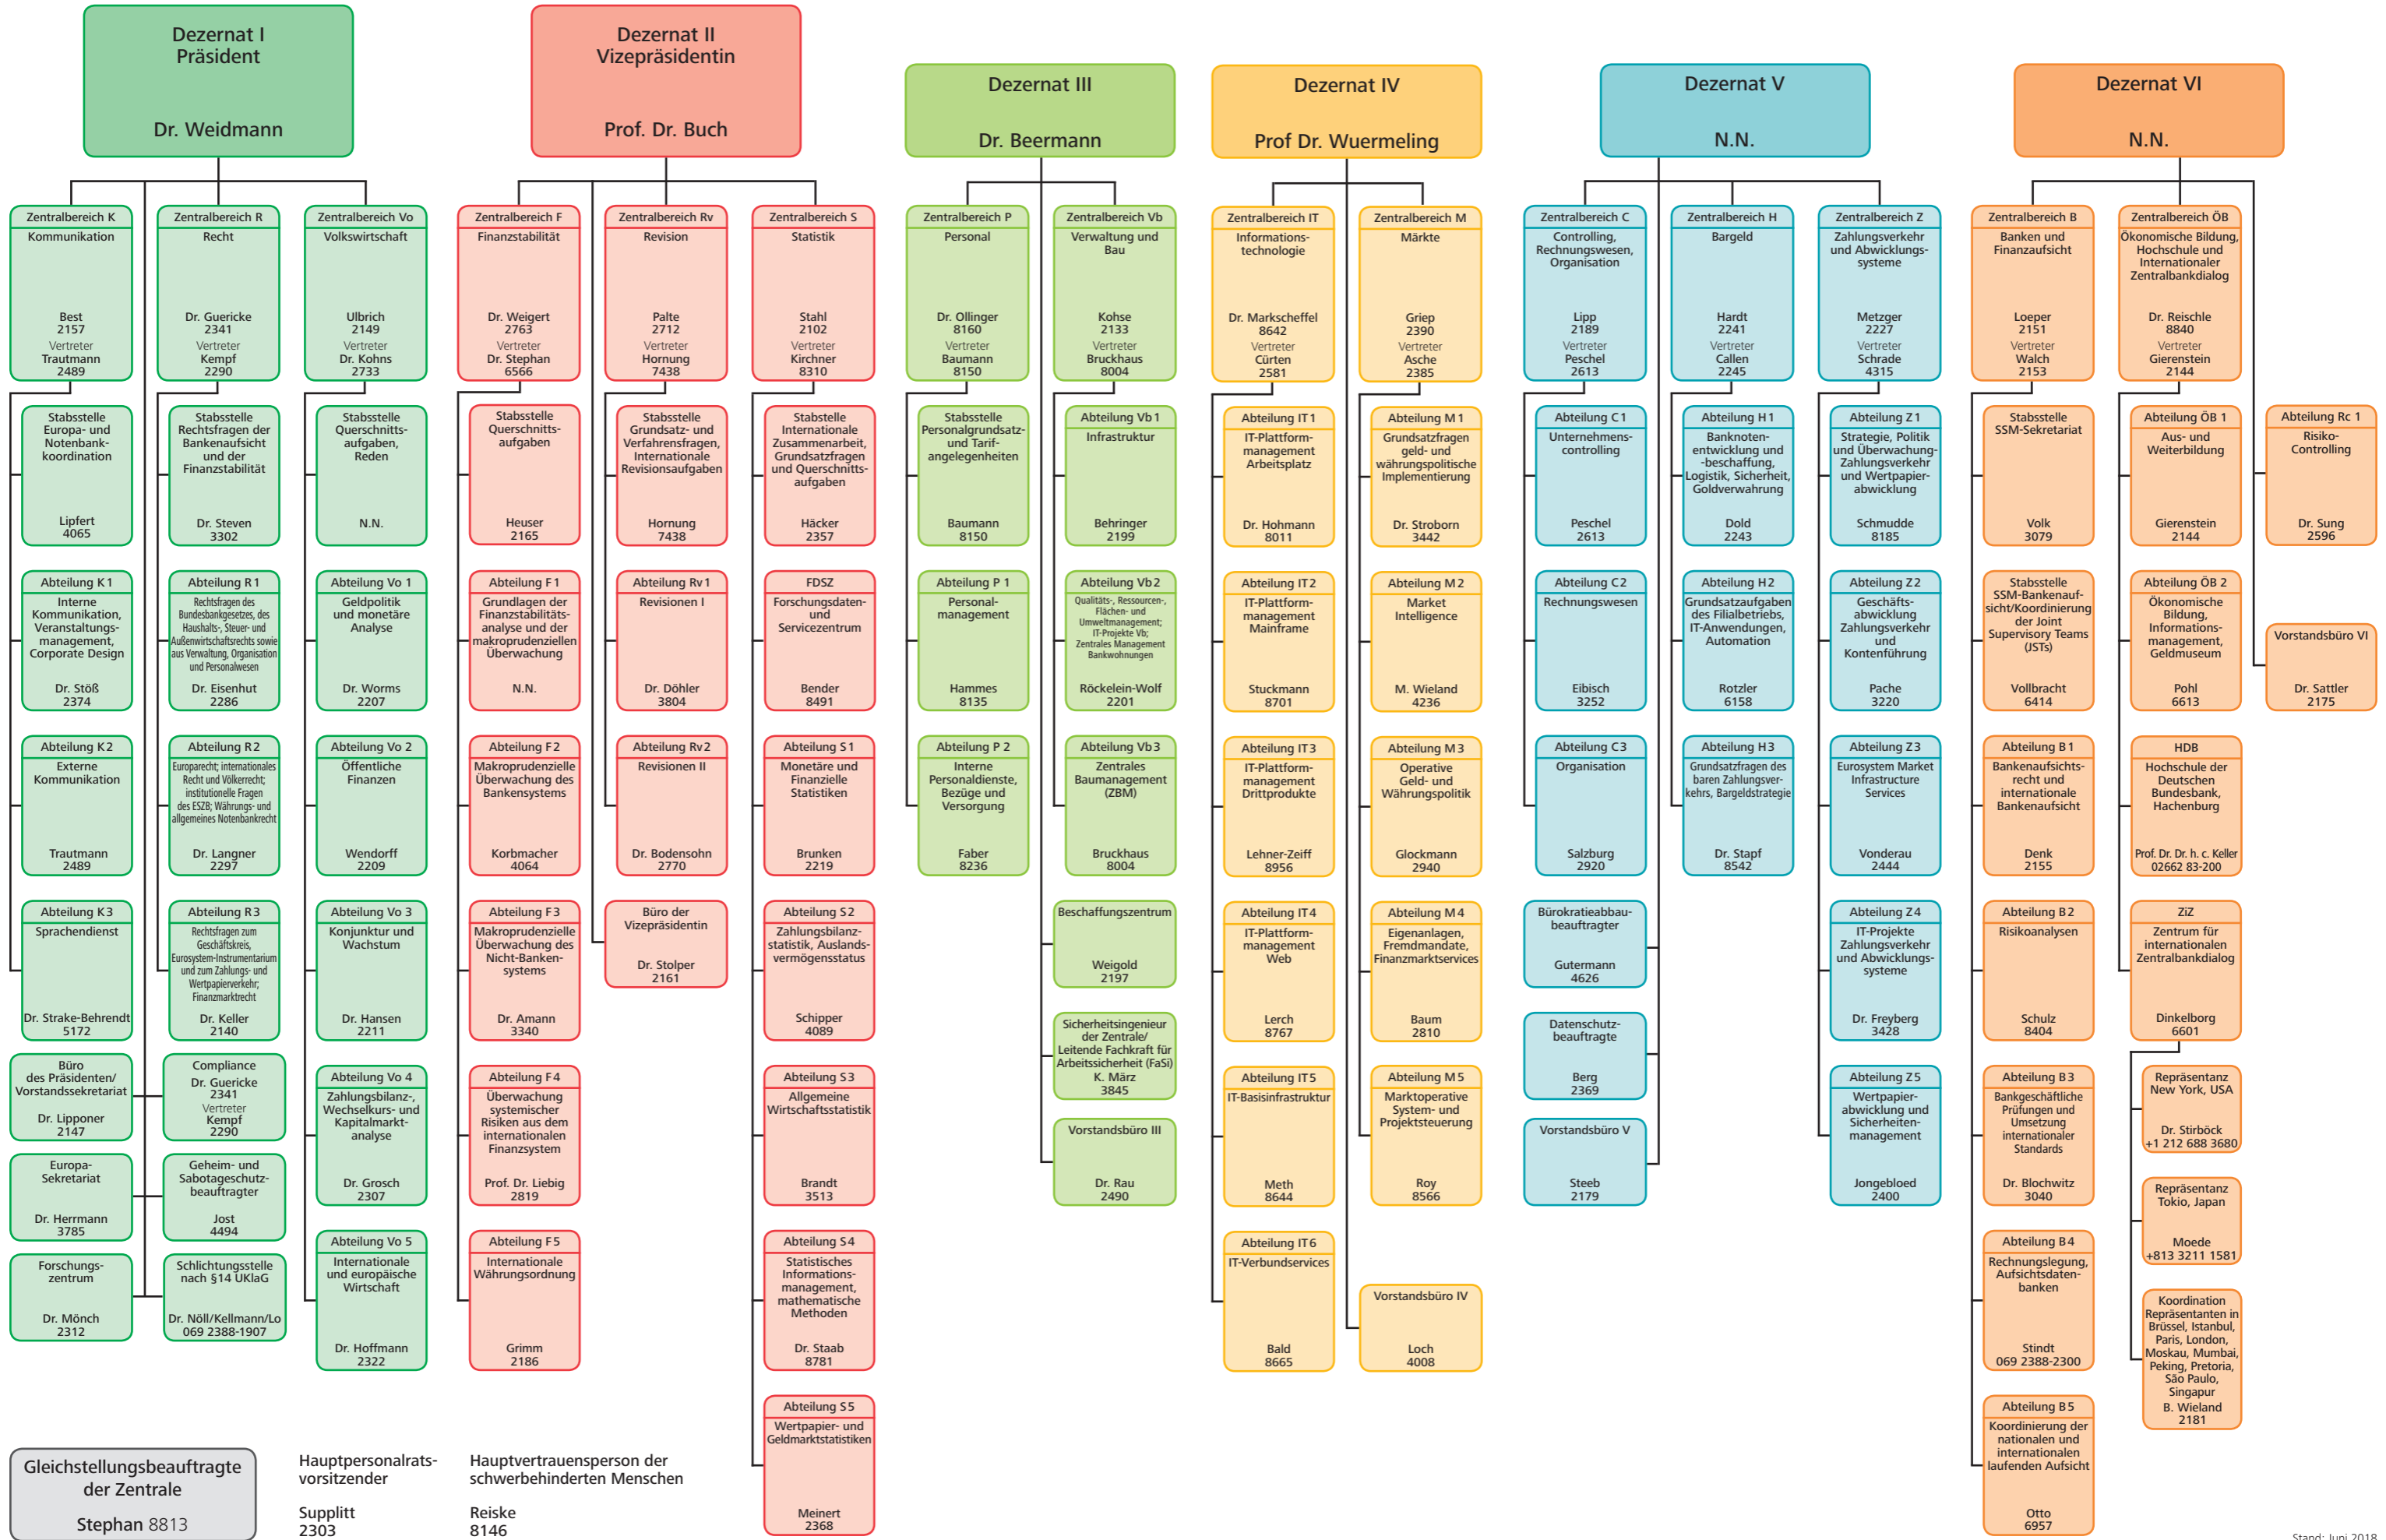 Dezernat I
Präsident
Dr. Weidmann
Zentralbereich K
Kommunikation
Best
2157
Vertreter
Trautmann
2489
Stabsstelle
Europa- und
Notenbank-
koordination
Lipfert
4065
Abteilung K 1
Interne
Kommunikation,
Veranstaltungs-
management,
Corporate Design
Dr. Stöß
2374
Abteilung K 2
Externe
Kommunikation
Trautmann
2489
Abteilung K 3
Sprachendienst
Dr. Strake-Behrendt
5172
Zentralbereich R
Recht
Dr. Guericke
2341
Vertreter
Kempf
2290
Stabsstelle
Rechtsfragen der
Bankenaufsicht
und der
Finanzstabilität
Dr. Steven
3302
Abteilung R 1
Rechtsfragen des
Bundesbankgesetzes, des
Haushalts-, Steuer- und
Außenwirtschaftsrechts sowie
aus Verwaltung, Organisation
und Personalwesen
Dr. Eisenhut
2286
Abteilung R 2
Europarecht; internationales
Recht und Völkerrecht;
institutionelle Fragen
des ESZB; Währungs- und
allgemeines Notenbankrecht
Dr. Langner
2297
Abteilung R 3
Rechtsfragen zum
Geschäftskreis,
Eurosystem-Instrumentarium
und zum Zahlungs- und
Wertpapierverkehr;
Finanzmarktrecht
Dr. Keller
2140
Zentralbereich Vo
Volkswirtschaft
Ulbrich
2149
Vertreter
Dr. Kohns
2733
Stabsstelle
Querschnitts-
aufgaben,
Reden
N.N.
Abteilung Vo 1
Geldpolitik
und monetäre
Analyse
Dr. Worms
2207
Abteilung Vo 2
Öffentliche
Finanzen
Wendorff
2209
Abteilung Vo 3
Konjunktur und
Wachstum
Dr. Hansen
2211
Abteilung Vo 4
Zahlungsbilanz-,
Wechselkurs- und
Kapitalmarkt-
analyse
Dr. Grosch
2307
Abteilung Vo 5
Internationale
und europäische
Wirtschaft
Dr. Hoffmann
2322
Büro
des Präsidenten/
Vorstandssekretariat
Dr. Lipponer
2147
Compliance
Dr. Guericke
2341
Vertreter
Kempf
2290
Europa-
Sekretariat
Dr. Herrmann
3785
Geheim- und
Sabotageschutz-
beauftragter
Jost
4494
Forschungs-
zentrum
Dr. Mönch
2312
Schlichtungsstelle
nach §14 UKlaG
Dr. Nöll/Kellmann/Lo
069 2388-1907
Dezernat II
Vizepräsidentin
Prof. Dr. Buch
Zentralbereich F
Finanzstabilität
Dr. Weigert
2763
Vertreter
Dr. Stephan
6566
Stabsstelle
Querschnitts-
aufgaben
Heuser
2165
Abteilung F 1
Grundlagen der
Finanzstabilitäts-
analyse und der
makroprudenziellen
Überwachung
N.N.
Abteilung F 2
Makroprudenzielle
Überwachung des
Bankensystems
Korbmacher
4064
Abteilung F 3
Makroprudenzielle
Überwachung des
Nicht-Banken-
systems
Dr. Amann
3340
Abteilung F 4
Überwachung
systemischer
Risiken aus dem
internationalen
Finanzsystem
Prof. Dr. Liebig
2819
Abteilung F 5
Internationale
Währungsordnung
Grimm
2186
Zentralbereich Rv
Revision
Palte
2712
Vertreter
Hornung
7438
Stabsstelle
Grundsatz- und
Verfahrensfragen,
Internationale
Revisionsaufgaben
Hornung
7438
Abteilung Rv 1
Revisionen I
Dr. Döhler
3804
Abteilung Rv 2
Revisionen II
Dr. Bodensohn
2770
Büro der
Vizepräsidentin
Dr. Stolper
2161
Zentralbereich S
Statistik
Stahl
2102
Vertreter
Kirchner
8310
Stabstelle
Internationale
Zusammenarbeit,
Grundsatzfragen
und Querschnitts-
aufgaben
Häcker
2357
FDSZ
Forschungsdaten-
und
Servicezentrum
Bender
8491
Abteilung S 1
Monetäre und
Finanzielle
Statistiken
Brunken
2219
Abteilung S 2
Zahlungsbilanz-
statistik, Auslands-
vermögensstatus
Schipper
4089
Abteilung S 3
Allgemeine
Wirtschaftsstatistik
Brandt
3513
Abteilung S 4
Statistisches
Informations-
management,
mathematische
Methoden
Dr. Staab
8781
Abteilung S 5
Wertpapier- und
Geldmarktstatistiken
Meinert
2368
Dezernat III
Dr. Beermann
Zentralbereich P
Personal
Dr. Ollinger
8160
Vertreter
Baumann
8150
Stabsstelle
Personalgrundsatz-
und Tarif-
angelegenheiten
Baumann
8150
Abteilung P 1
Personal-
management
Hammes
8135
Abteilung P 2
Interne
Personaldienste,
Bezüge und
Versorgung
Faber
8236
Zentralbereich Vb
Verwaltung und
Bau
Kohse
2133
Vertreter
Bruckhaus
8004
Abteilung Vb 1
Infrastruktur
Behringer
2199
Abteilung Vb 2
Qualitäts-, Ressourcen-,
Flächen- und
Umweltmanagement;
IT-Projekte Vb;
Zentrales Management
Bankwohnungen
Röckelein-Wolf
2201
Abteilung Vb 3
Zentrales
Baumanagement
(ZBM)
Bruckhaus
8004
Beschaffungszentrum
Weigold
2197
Sicherheitsingenieur
der Zentrale/
Leitende Fachkraft für
Arbeitssicherheit (FaSi)
K. März
3845
Vorstandsbüro III
Dr. Rau
2490
Dezernat IV
Prof Dr. Wuermeling
Zentralbereich IT
Informations-
technologie
Dr. Markscheffel
8642
Vertreter
Cürten
2581
Abteilung IT 1
IT-Plattform-
management
Arbeitsplatz
Dr. Hohmann
8011
Abteilung IT 2
IT-Plattform-
management
Mainframe
Stuckmann
8701
Abteilung IT 3
IT-Plattform-
management
Drittprodukte
Lehner-Zeiff
8956
Abteilung IT 4
IT-Plattform-
management
Web
Lerch
8767
Abteilung IT 5
IT-Basisinfrastruktur
Meth
8644
Abteilung IT 6
IT-Verbundservices
Bald
8665
Zentralbereich M
Märkte
Griep
2390
Vertreter
Asche
2385
Abteilung M 1
Grundsatzfragen
geld- und
währungspolitische
Implementierung
Dr. Stroborn
3442
Abteilung M 2
Market
Intelligence
M. Wieland
4236
Abteilung M 3
Operative
Geld- und
Währungspolitik
Glockmann
2940
Abteilung M 4
Eigenanlagen,
Fremdmandate,
Finanzmarktservices
Baum
2810
Abteilung M 5
Marktoperative
System- und
Projektsteuerung
Roy
8566
Vorstandsbüro IV
Loch
4008
Dezernat V
N.N.
Zentralbereich C
Controlling,
Rechnungswesen,
Organisation
Lipp
2189
Vertreter
Peschel
2613
Abteilung C 1
Unternehmens-
controlling
Peschel
2613
Abteilung C 2
Rechnungswesen
Eibisch
3252
Abteilung C 3
Organisation
Salzburg
2920
Bürokratieabbau-
beauftragter
Gutermann
4626
Datenschutz-
beauftragte
Berg
2369
Vorstandsbüro V
Steeb
2179
Zentralbereich H
Bargeld
Hardt
2241
Vertreter
Callen
2245
Abteilung H 1
Banknoten-
entwicklung und
-beschaffung,
Logistik, Sicherheit,
Goldverwahrung
Dold
2243
Abteilung H 2
Grundsatzaufgaben
des Filialbetriebs,
IT-Anwendungen,
Automation
Rotzler
6158
Abteilung H 3
Grundsatzfragen des
baren Zahlungsver-
kehrs, Bargeldstrategie
Dr. Stapf
8542
Zentralbereich Z
Zahlungsverkehr
und Abwicklungs-
systeme
Metzger
2227
Vertreter
Schrade
4315
Abteilung Z 1
Strategie, Politik
und Überwachung-
Zahlungsverkehr
und Wertpapier-
abwicklung
Schmudde
8185
Abteilung Z 2
Geschäfts-
abwicklung
Zahlungsverkehr
und
Kontenführung
Pache
3220
Abteilung Z 3
Eurosystem Market
Infrastructure
Services
Vonderau
2444
Abteilung Z 4
IT-Projekte
Zahlungsverkehr
und Abwicklungs-
systeme
Dr. Freyberg
3428
Abteilung Z 5
Wertpapier-
abwicklung und
Sicherheiten-
management
Jongebloed
2400
Dezernat VI
N.N.
Zentralbereich B
Banken und
Finanzaufsicht
Loeper
2151
Vertreter
Walch
2153
Stabsstelle
SSM-Sekretariat
Volk
3079
Stabsstelle
SSM-Bankenauf-
sicht/Koordinierung
der Joint
Supervisory Teams
(JSTs)
Vollbracht
6414
Abteilung B 1
Bankenaufsichts-
recht und
internationale
Bankenaufsicht
Denk
2155
Abteilung B 2
Risikoanalysen
Schulz
8404
Abteilung B 3
Bankgeschäftliche
Prüfungen und
Umsetzung
internationaler
Standards
Dr. Blochwitz
3040
Abteilung B 4
Rechnungslegung,
Aufsichtsdaten-
banken
Stindt
069 2388-2300
Abteilung B 5
Koordinierung der
nationalen und
internationalen
laufenden Aufsicht
Otto
6957
Zentralbereich ÖB
Ökonomische Bildung,
Hochschule und
Internationaler
Zentralbankdialog
Dr. Reischle
8840
Vertreter
Gierenstein
2144
Abteilung ÖB 1
Aus- und
Weiterbildung
Gierenstein
2144
Abteilung ÖB 2
Ökonomische
Bildung,
Informations-
management,
Geldmuseum
Pohl
6613
HDB
Hochschule der
Deutschen
Bundesbank,
Hachenburg
Prof. Dr. Dr. h. c. Keller
02662 83-200
ZiZ
Zentrum für
internationalen
Zentralbankdialog
Dinkelborg
6601
Repräsentanz
New York, USA
Dr. Stirböck
+1 212 688 3680
Repräsentanz
Tokio, Japan
Moede
+813 3211 1581
Koordination
Repräsentanten in
Brüssel, Istanbul,
Paris, London,
Moskau, Mumbai,
Peking, Pretoria,
São Paulo,
Singapur
B. Wieland
2181
Abteilung Rc 1
Risiko-
Controlling
Dr. Sung
2596
Vorstandsbüro VI
Dr. Sattler
2175
Gleichstellungsbeauftragte
der Zentrale
Stephan 8813
Hauptpersonalrats-
vorsitzender
Supplitt
2303
Hauptvertrauensperson der
schwerbehinderten Menschen
Reiske
8146
Stand: Juni 2018